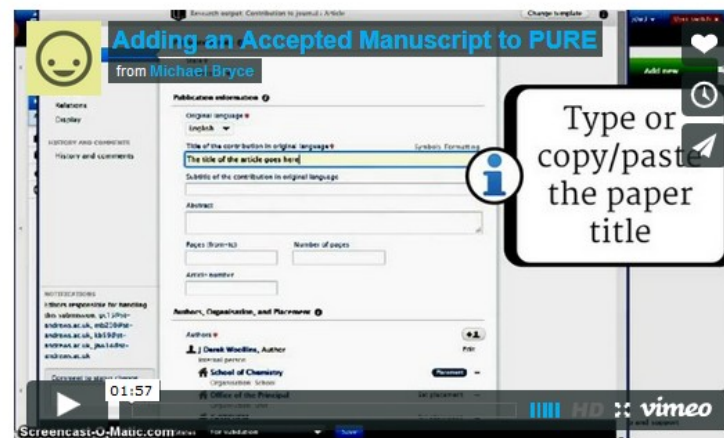 Research output: Contribution to journal › Article
Change template
Adding an Accepted Manuscript to PURE
from Michael Bryce
Add new
Relations
Display
HISTORY AND COMMENTS
History and comments
Publication information
Original language
English
Title of the contribution in original language
Symbols Formatting
The title of the article goes here
Subtitle of the contribution in original language
Abstract
Pages (from-to)
Number of pages
Article number
Type or
copy/paste
the paper
title
NOTIFICATIONS
Editors responsible for handling
this submission:
Authors, Organisation, and Placement
Authors
J Derek Woollins, Author
Edit
Internal person
School of Chemistry
Placement
Organisation: School
Office of the Principal
Set placement
01:57
HD
vimeo
Screencast-O-Matic.com
For validation
Save